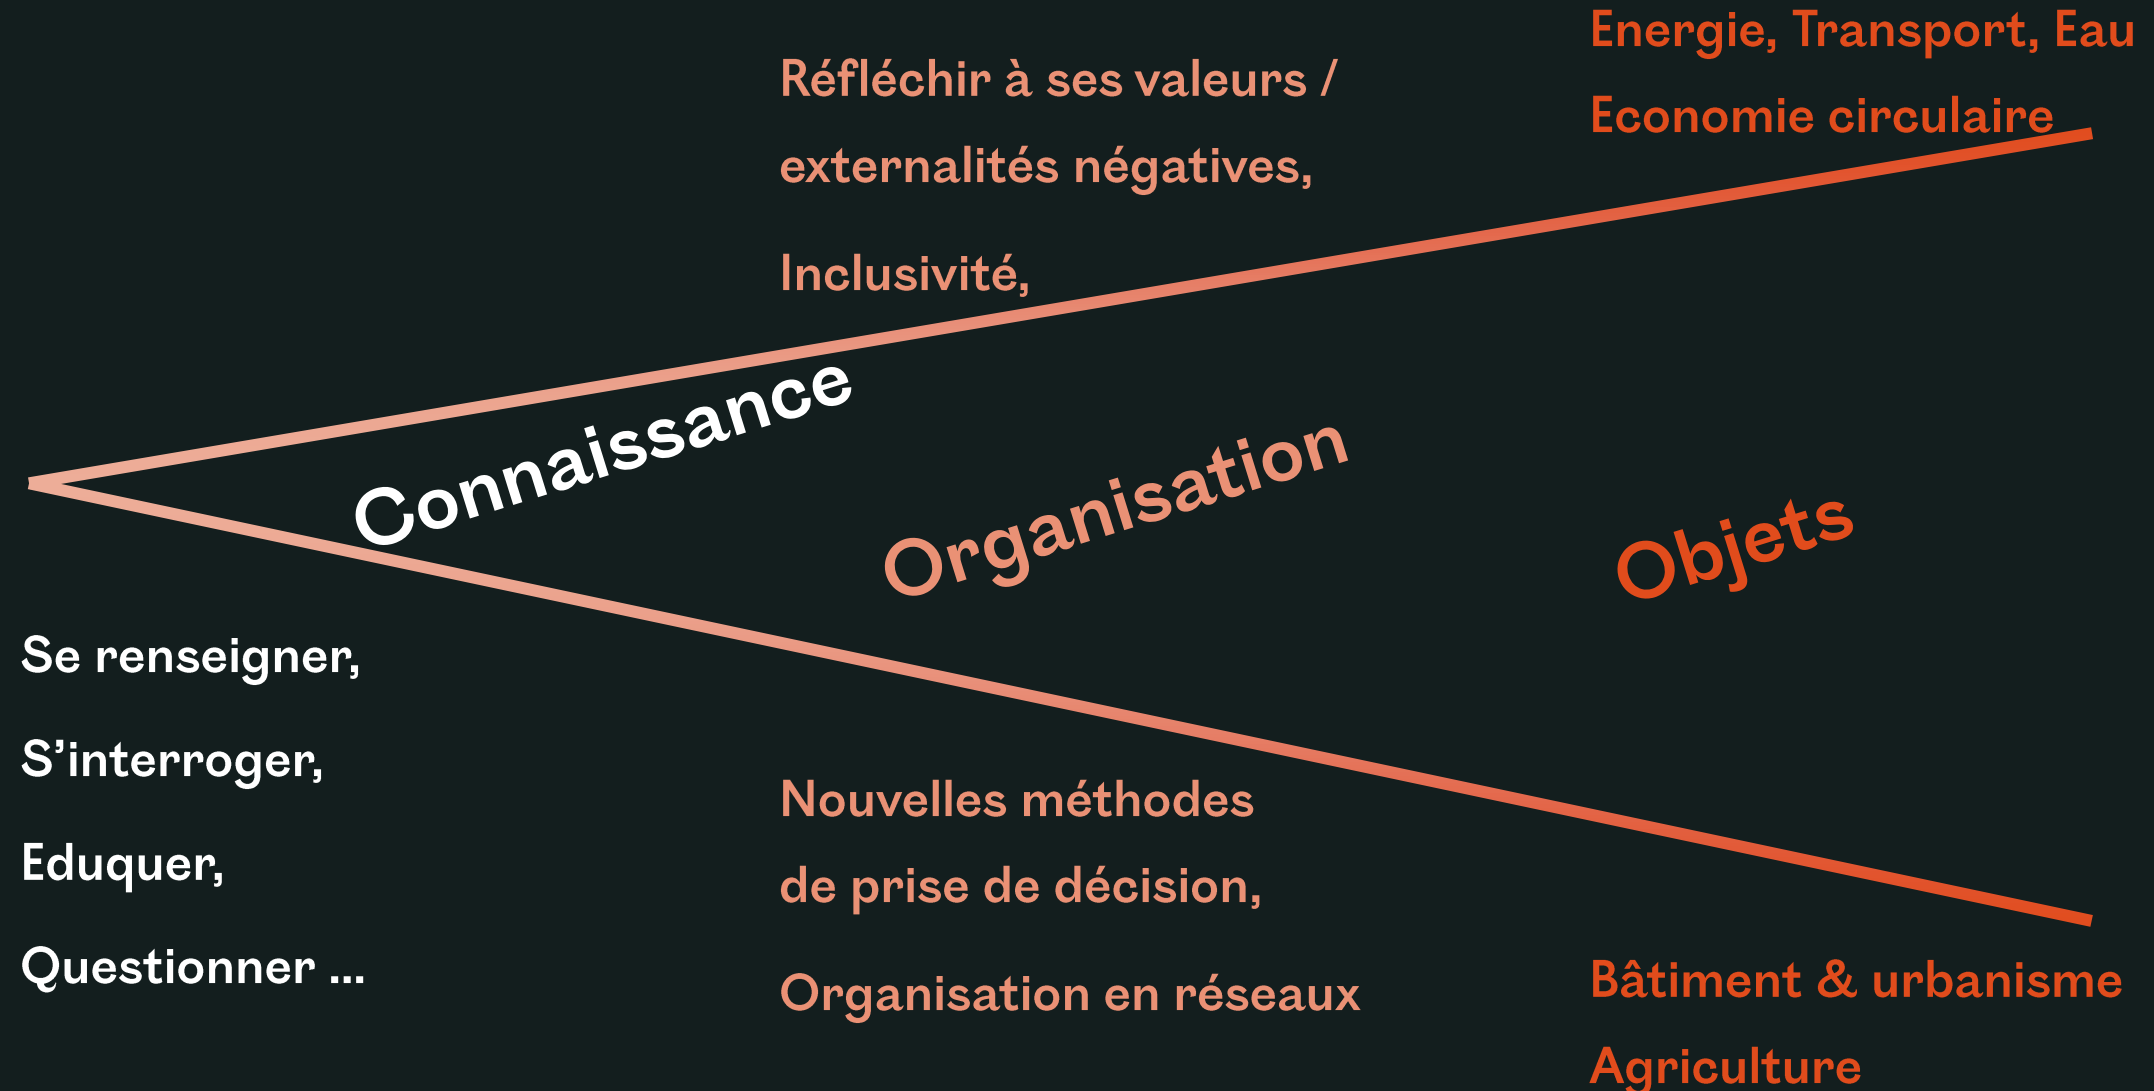 Energie, Transport, Eau
Economie circulaire
Réfléchir à ses valeurs /
externalités négatives,
Inclusivité,
Connaissance
Organisation
Objets
Se renseigner,
S’interroger,
Eduquer,
Questionner ...
Nouvelles méthodes
de prise de décision,
Organisation en réseaux
Bâtiment & urbanisme
Agriculture